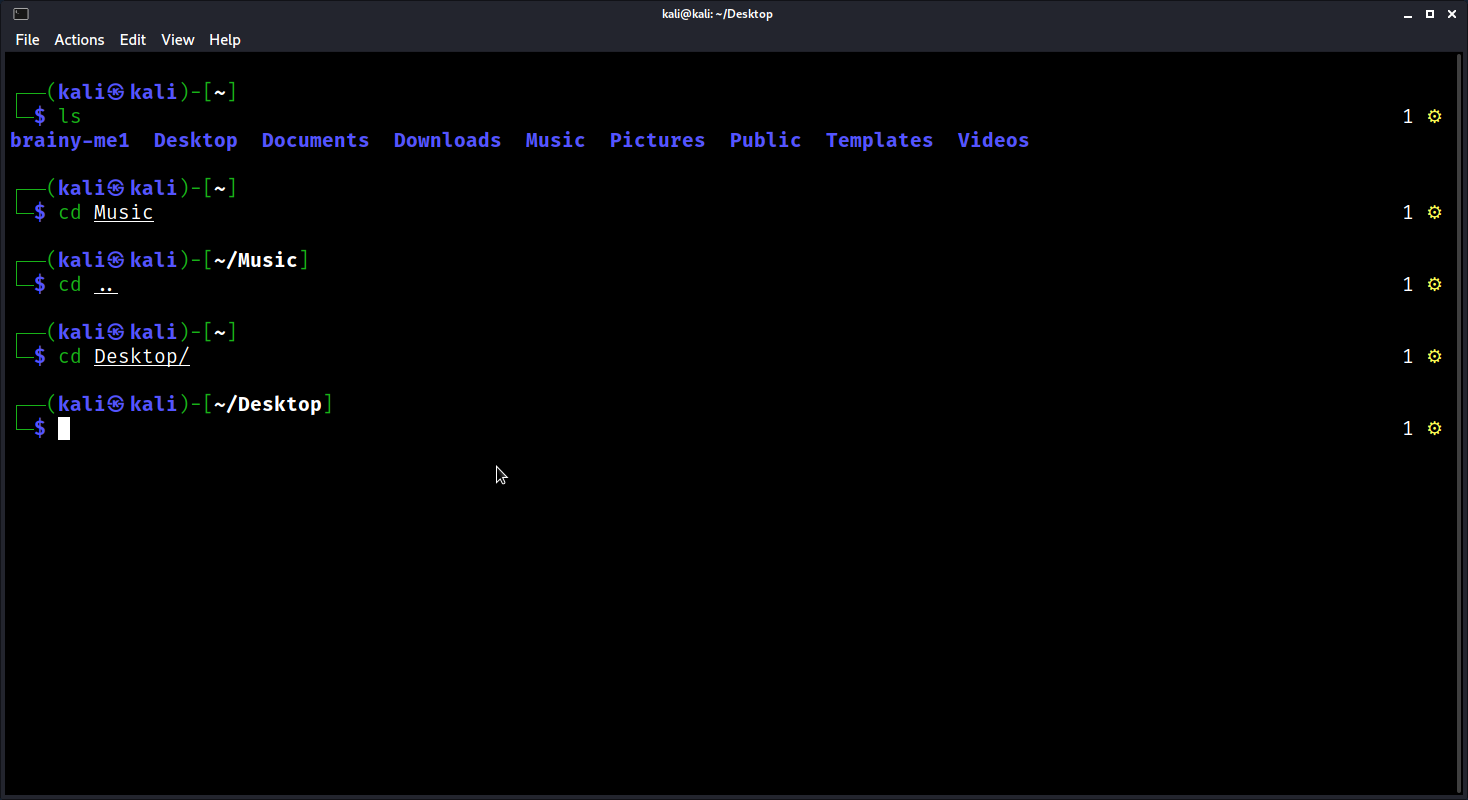 kali@kali: ~/Desktop
File Actions Edit View Help
┌──(kali㉿kali)-[~]
└─$ ls 1 ⚙
brainy-me1 Desktop Documents Downloads Music Pictures Public Templates Videos
┌──(kali㉿kali)-[~]
└─$ cd Music 1 ⚙
┌──(kali㉿kali)-[~/Music]
└─$ cd .. 1 ⚙
┌──(kali㉿kali)-[~]
└─$ cd Desktop/ 1 ⚙
┌──(kali㉿kali)-[~/Desktop]
└─$ 1 ⚙